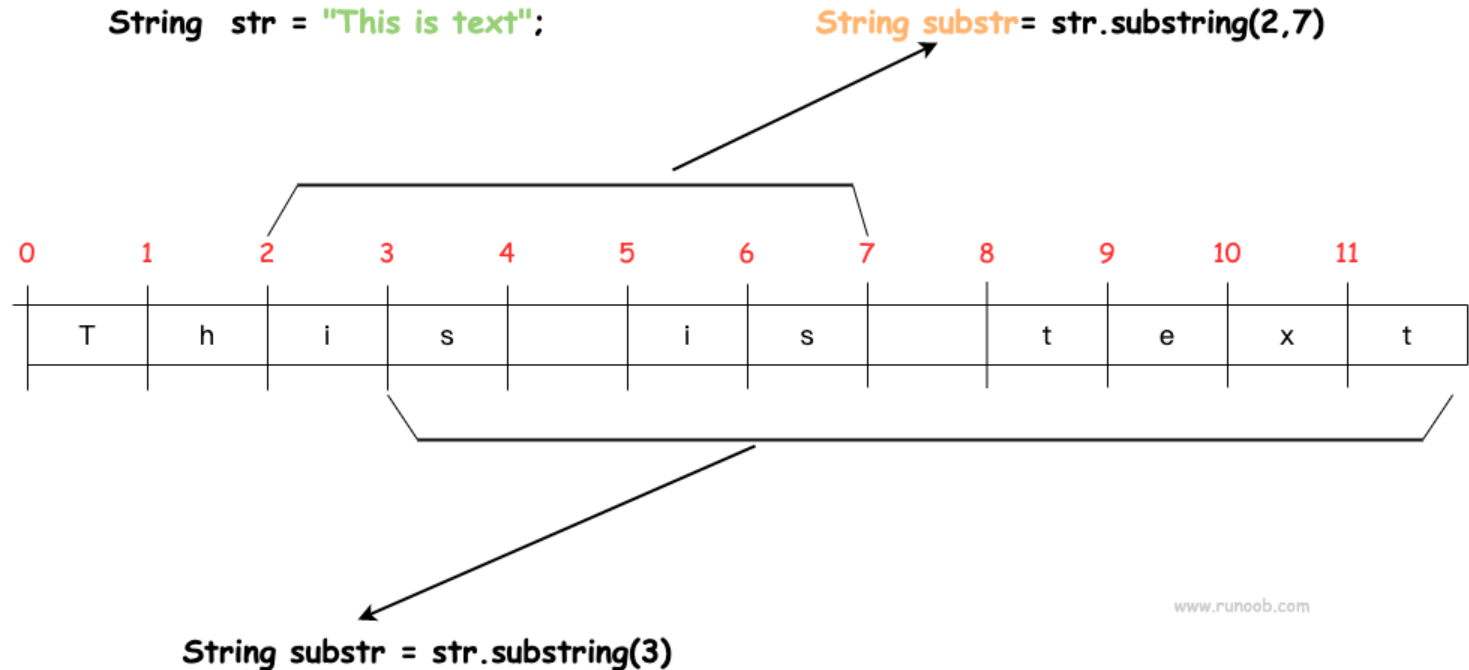 String str = "This is text";
String substr= str.substring(2,7)
0 1 2 3 4 5 6 7 8 9 10 11
T h i s i s t e x t
www.runoob.com
String substr = str.substring(3)